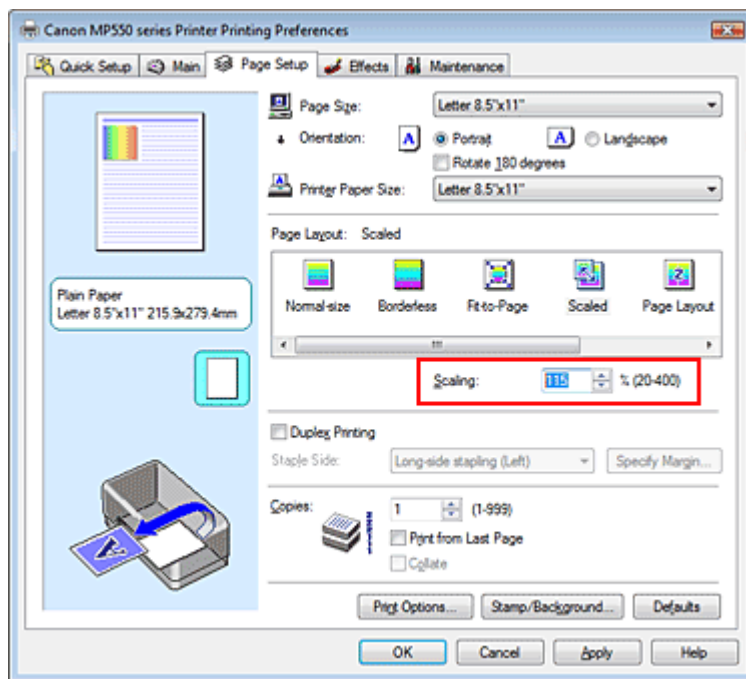 Canon MP550 series Printer Printing Preferences
Quick Setup Main Page Setup Effects Maintenance
Page Size: Letter 8.5"x11"
Orientation: A Portrait A Landscape
Rotate 180 degrees
Printer Paper Size: Letter 8.5"x11"
Page Layout: Scaled
Normal-size Borderless Fit-to-Page Scaled Page Layout
Plain Paper
Letter 8.5"x11" 215.9x279.4mm
Scaling: 115 % (20-400)
Duplex Printing
Staple Side: Long-side stapling (Left) Specify Margin...
Copies: 1 (1-999)
Print from Last Page
Collate
Print Options... Stamp/Background... Defaults
OK Cancel Apply Help